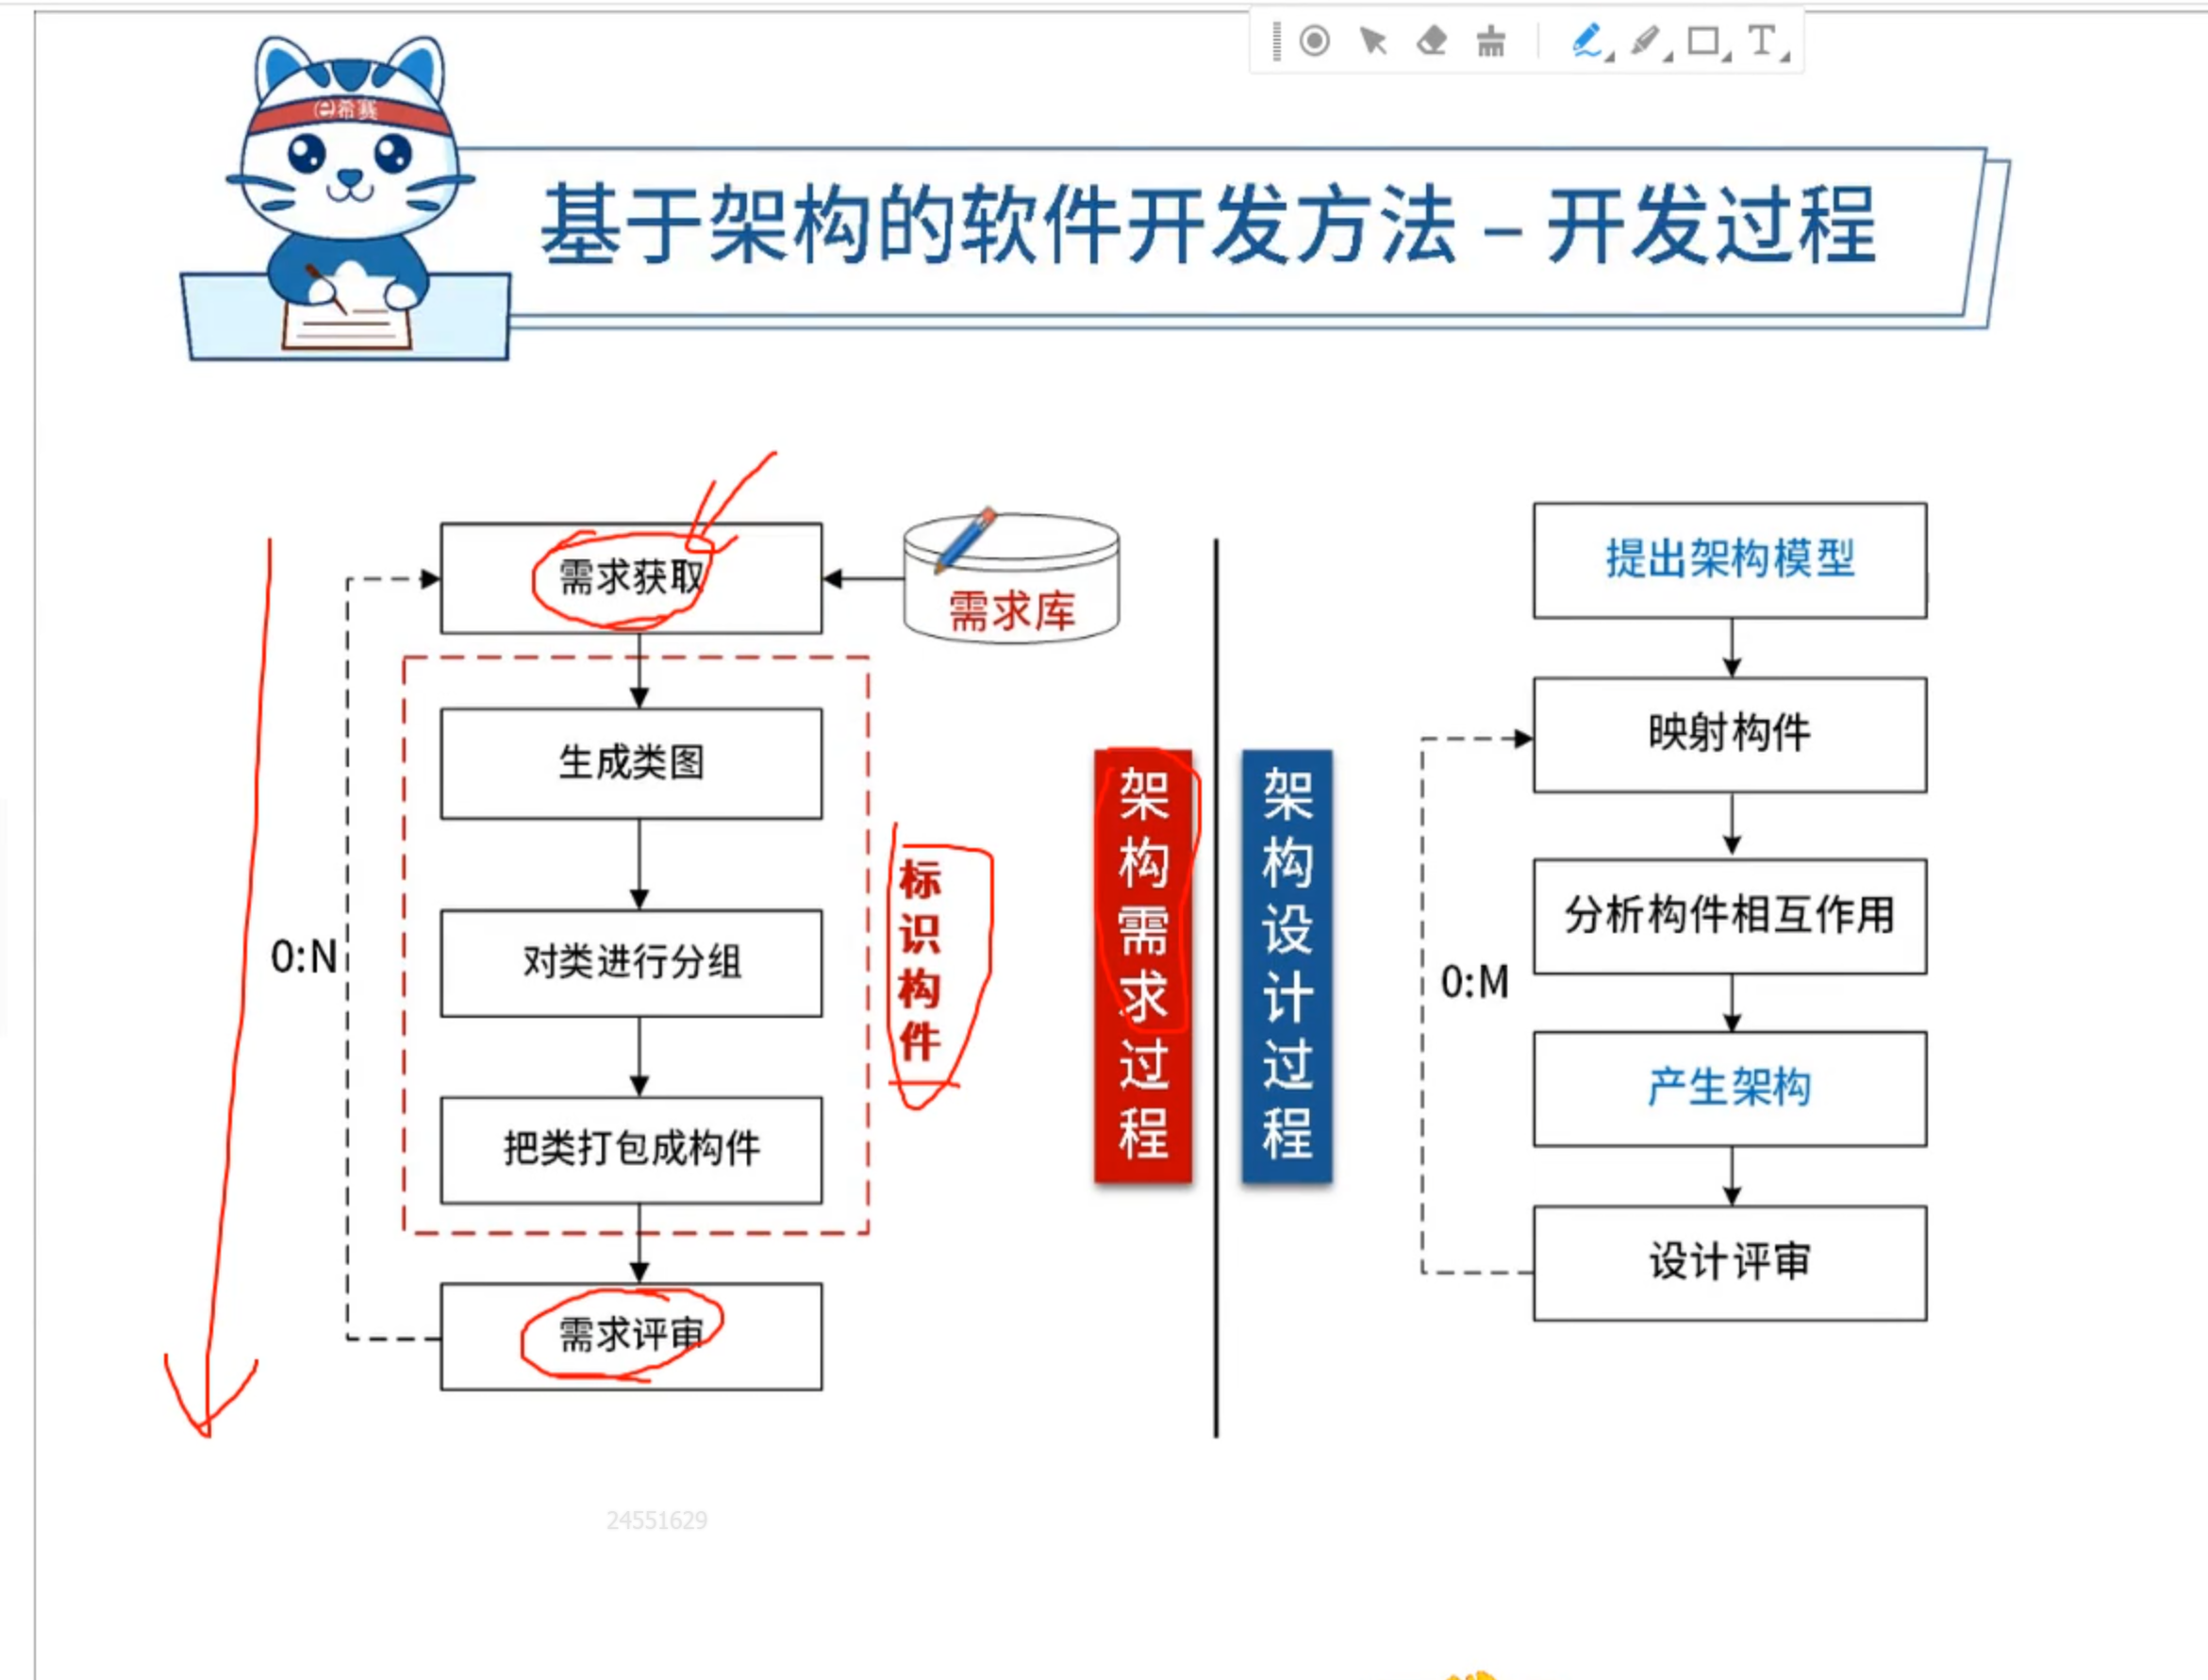 希赛
基于架构的软件开发方法 – 开发过程
需求获取
需求库
生成类图
对类进行分组
把类打包成构件
需求评审
0:N
标识构件
架构需求过程
架构设计过程
提出架构模型
映射构件
分析构件相互作用
产生架构
设计评审
0:M
24551629
T